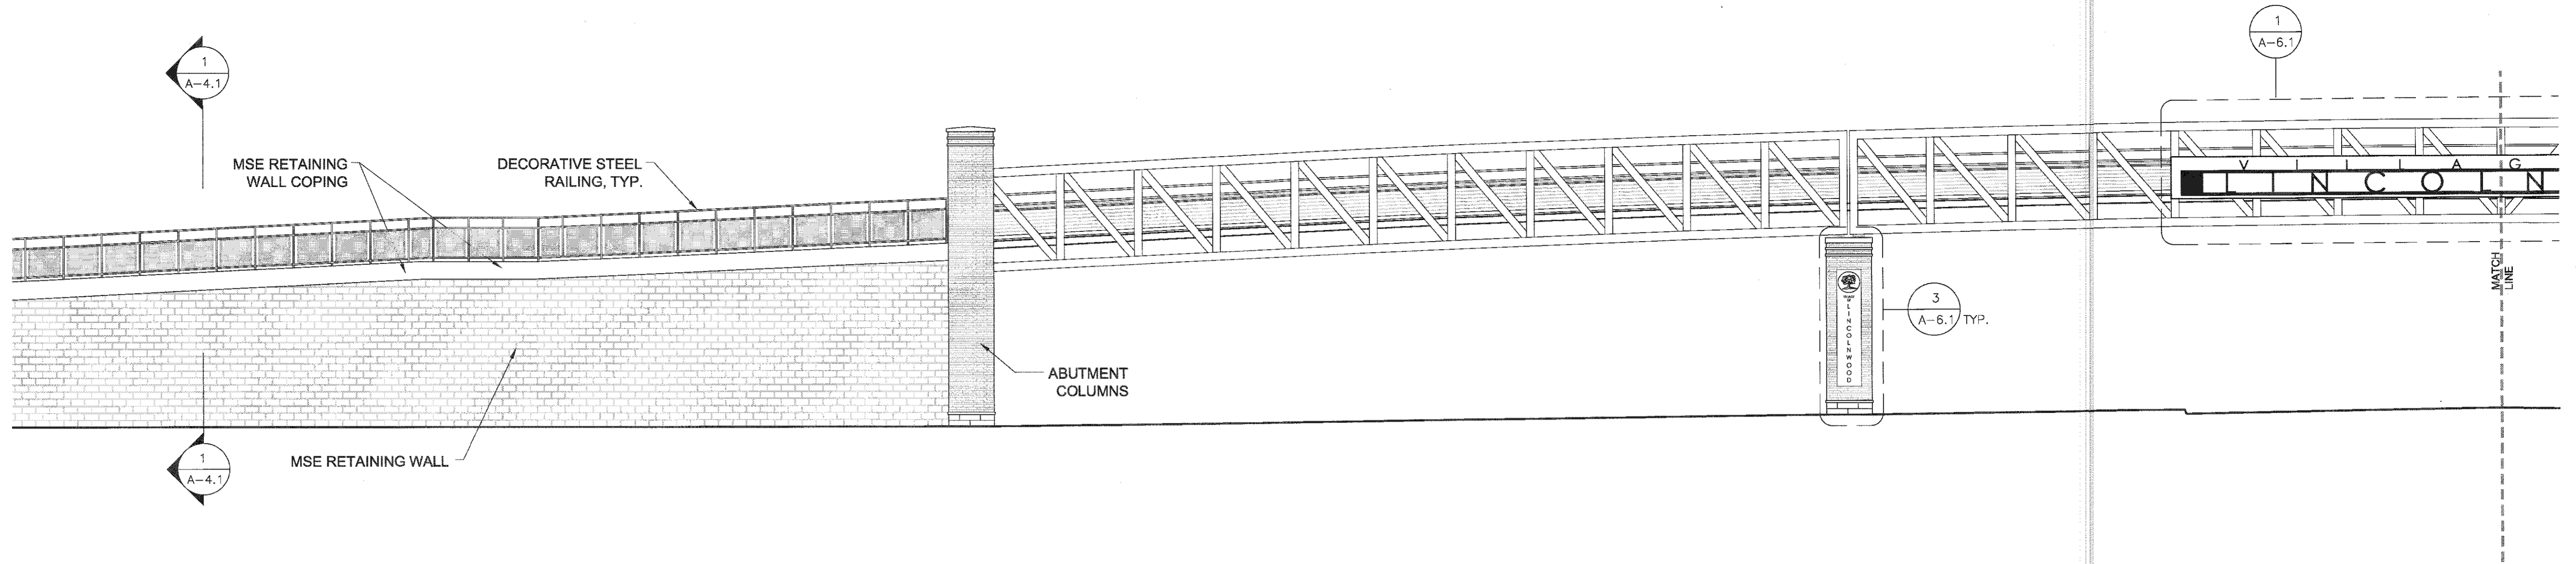 1
A-4.1
1
A-6.1
MSE RETAINING
WALL COPING
DECORATIVE STEEL
RAILING, TYP.
V I L L A G
LINCOLN
MATCH
LINE
LINCOLNWOOD
3
A-6.1 TYP.
ABUTMENT
COLUMNS
MSE RETAINING WALL
1
A-4.1